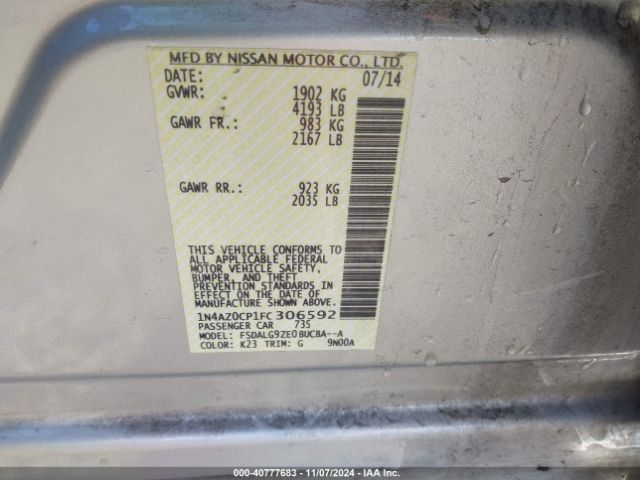 MFD BY NISSAN MOTOR CO., LTD.
DATE: 07/14
GVWR: 1902 KG
4193 LB
GAWR FR.: 983 KG
2167 LB
GAWR RR.: 923 KG
2035 LB
THIS VEHICLE CONFORMS TO
ALL APPLICABLE FEDERAL
MOTOR VEHICLE SAFETY,
BUMPER, AND THEFT
PREVENTION STANDARDS IN
EFFECT ON THE DATE OF
MANUFACTURE SHOWN ABOVE.
1N4AZ0CP1FC306592
PASSENGER CAR 735
MODEL: FSDALG9ZE0BUCBA--A
COLOR: K23 TRIM: G 9N00A
000-40777683 - 11/07/2024 - IAA Inc.